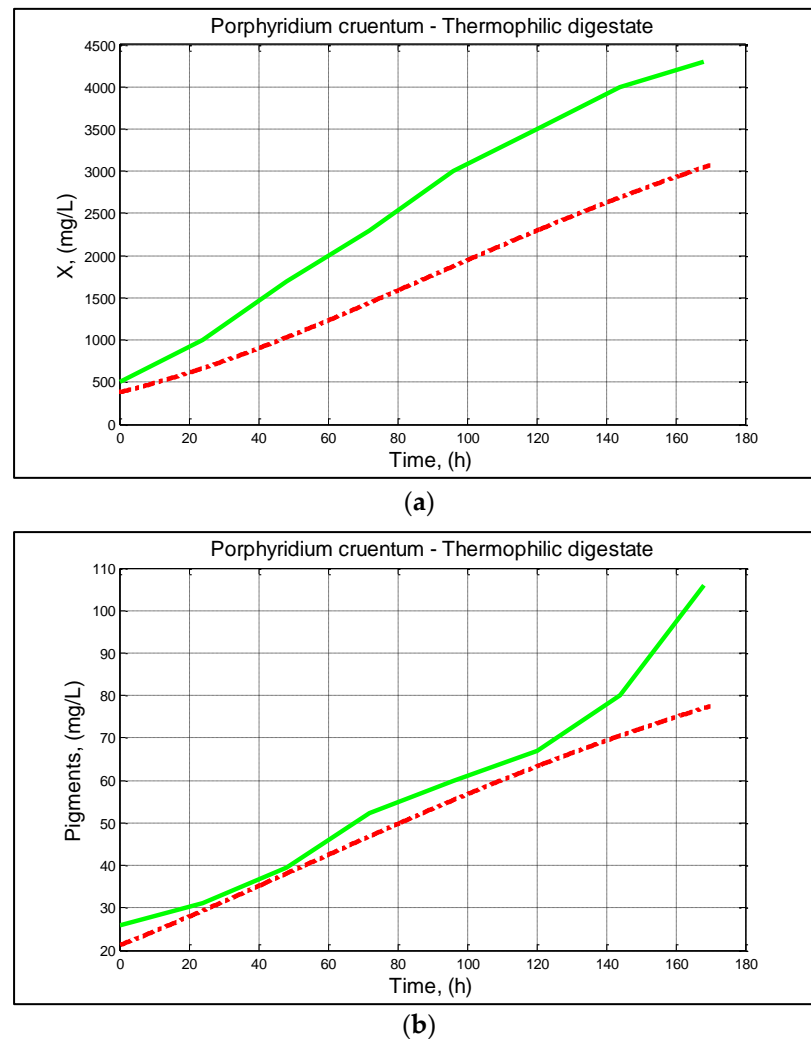 Porphyridium cruentum - Thermophilic digestate
4500
4000
3500
3000
2500
2000
1500
1000
500
0
X, (mg/L)
0 20 40 60 80 100 120 140 160 180
Time, (h)
(a)
Porphyridium cruentum - Thermophilic digestate
110
100
90
80
70
60
50
40
30
20
Pigments, (mg/L)
0 20 40 60 80 100 120 140 160 180
Time, (h)
(b)